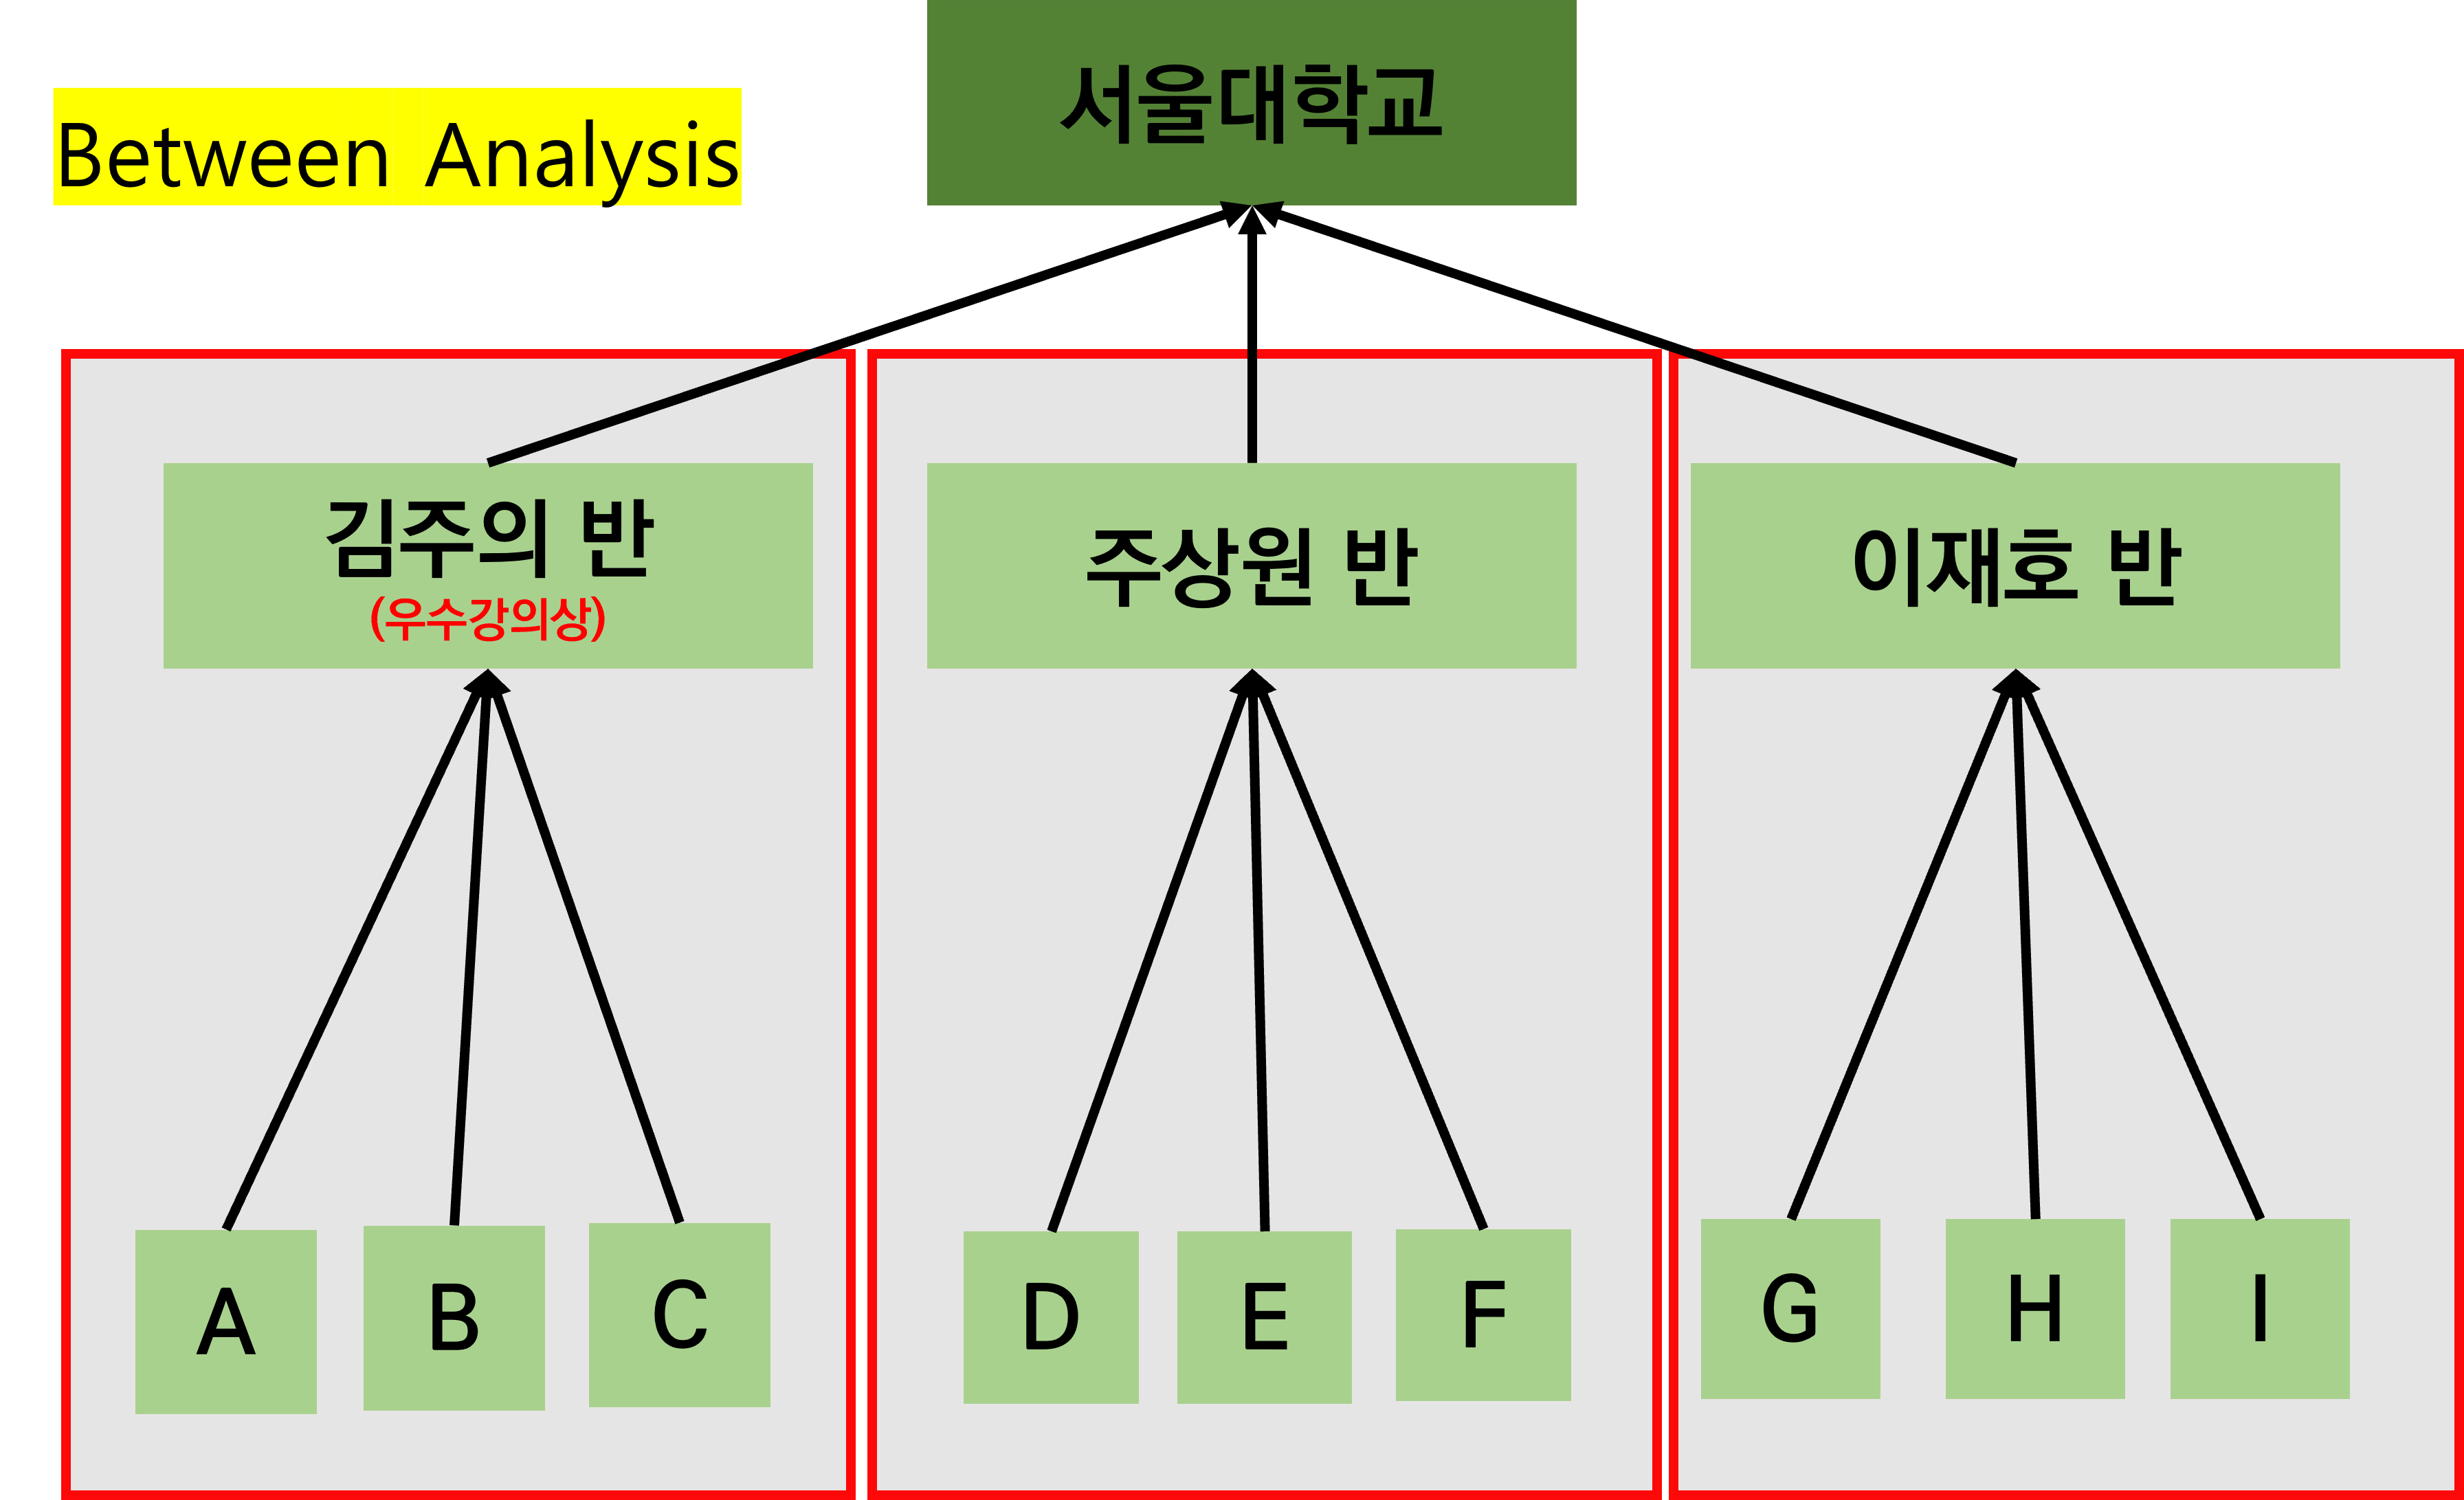 서울대학교
Between Analysis
김주의 반
(우수강의상)
주상원 반
이재호 반
A
B
C
D
E
F
G
H
I